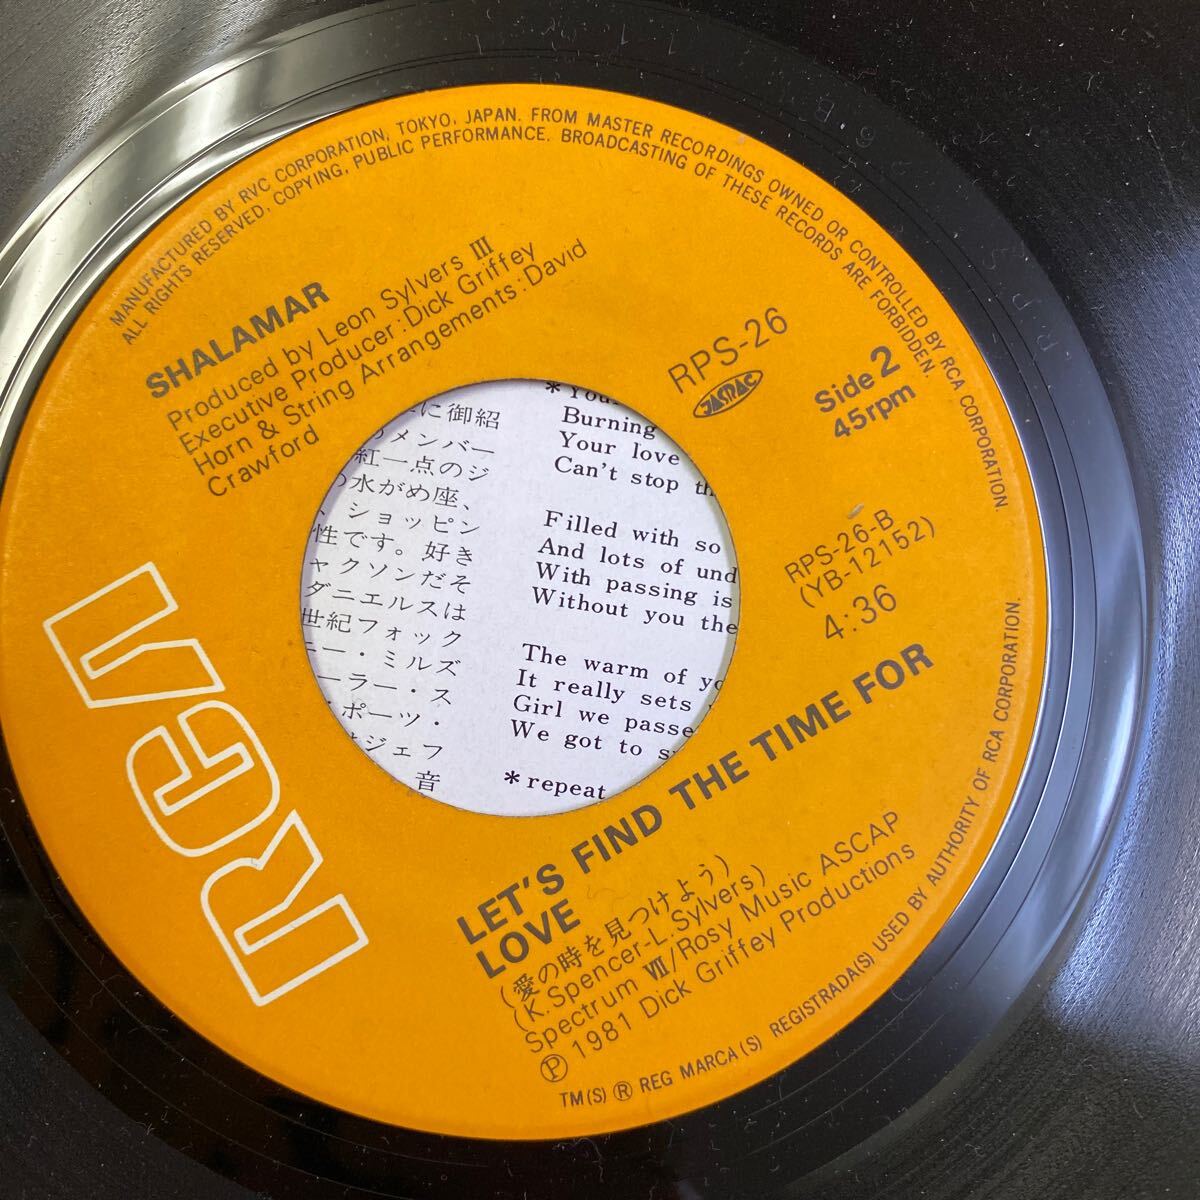 MANUFACTURED BY RVC CORPORATION, TOKYO, JAPAN. FROM MASTER RECORDINGS OWNED OR CONTROLLED BY RCA CORPORATION.
ALL RIGHTS RESERVED. COPYING, PUBLIC PERFORMANCE. BROADCASTING OF THESE RECORDS ARE FORBIDDEN.
SHALAMAR
Produced by Leon Sylvers III
Executive Producer: Dick Griffey
Horn & String Arrangements: David
Crawford
RPS-26
JASRAC
Side 2
45rpm
RPS-26-B
(YB-12152)
4:36
RCA
LET'S FIND THE TIME FOR
LOVE
(愛の時を見つけよう)
(K. Spencer-L. Sylvers)
Spectrum VII/Rosy Music ASCAP
Ⓟ 1981 Dick Griffey Productions
TM(S) ® REG MARCA(S) REGISTRADA(S) USED BY AUTHORITY OF RCA CORPORATION.
に御紹
メンバー
紅一点のジ
の水がめ座、
、ショッピン
性です。好き
ャクソンだそ
ダニエルスは
世紀フォック
ニー・ミルズ
ーラー・ス
ポーツ・
ジェフ
音
Burning
Your love
Can't stop
Filled with so
And lots of
With passing is
Without you
The warm of
It really sets
Girl we
We got to
*repeat